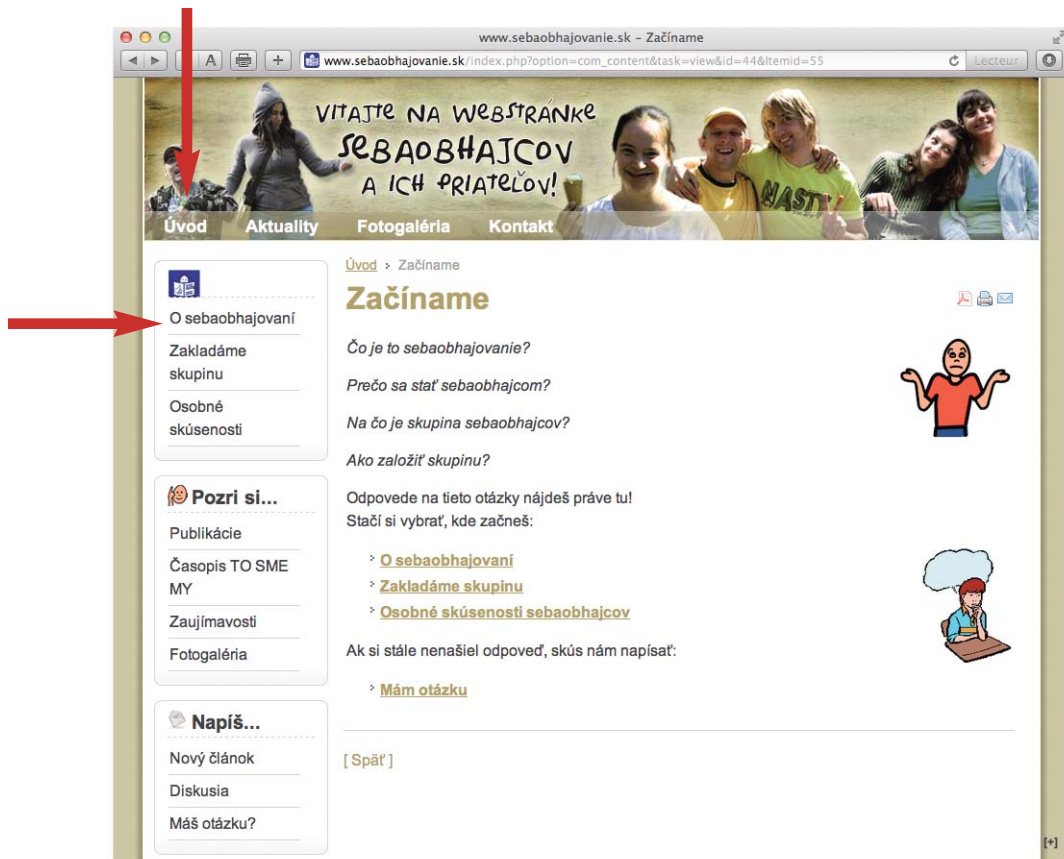 www.sebaobhajovanie.sk – Začíname
A
+
www.sebaobhajovanie.sk/index.php?option=com_content&task=view&id=44&Itemid=55
Lecteur
VITAJTE NA WEBSTRÁNKE
SEBAOBHAJCOV
A ICH PRIATEĽOV!
NASTY
Úvod Aktuality Fotogaléria Kontakt
Úvod › Začíname
Začíname
O sebaobhajovaní
Zakladáme
skupinu
Osobné
skúsenosti
Pozri si...
Publikácie
Časopis TO SME
MY
Zaujímavosti
Fotogaléria
Napíš...
Nový článok
Diskusia
Máš otázku?
Čo je to sebaobhajovanie?
Prečo sa stať sebaobhajcom?
Na čo je skupina sebaobhajcov?
Ako založiť skupinu?
Odpovede na tieto otázky nájdeš práve tu!
Stačí si vybrať, kde začneš:
O sebaobhajovaní
Zakladáme skupinu
Osobné skúsenosti sebaobhajcov
Ak si stále nenašiel odpoveď, skús nám napísať:
Mám otázku
[ Späť ]
[+]